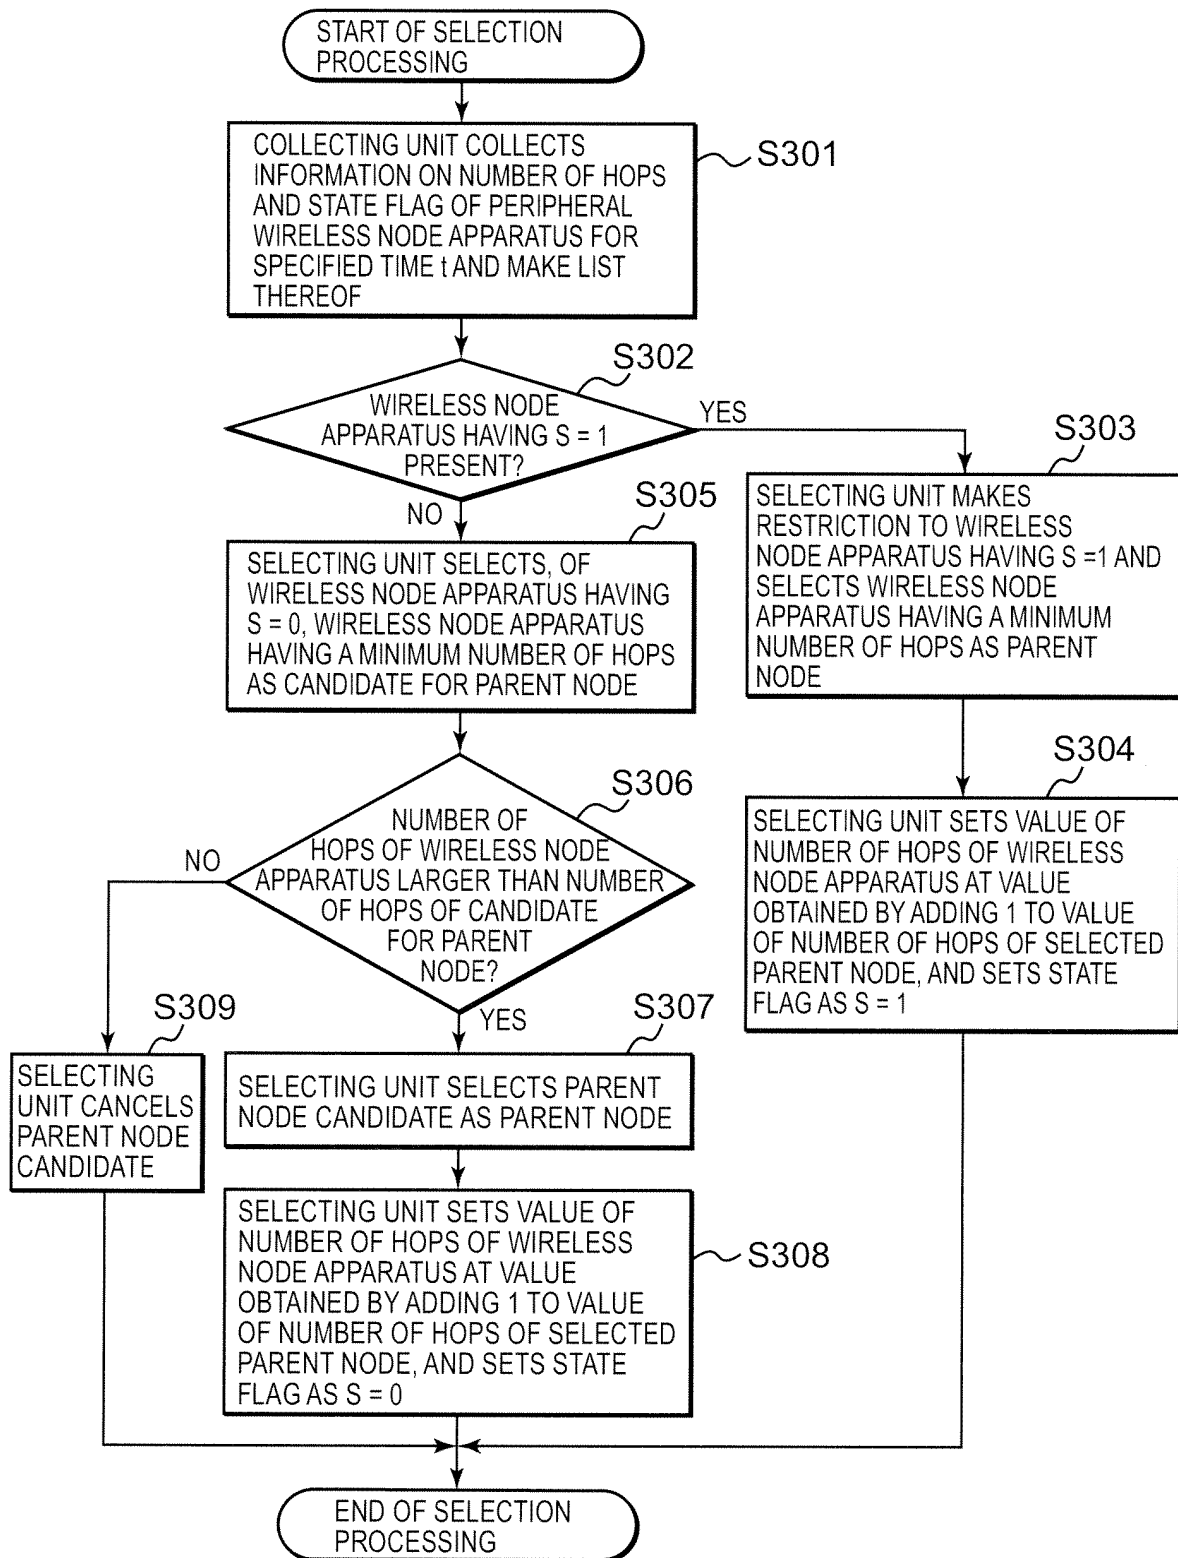 START OF SELECTION
PROCESSING
COLLECTING UNIT COLLECTS
INFORMATION ON NUMBER OF HOPS
AND STATE FLAG OF PERIPHERAL
WIRELESS NODE APPARATUS FOR
SPECIFIED TIME t AND MAKE LIST
THEREOF
S301
S302
WIRELESS NODE
APPARATUS HAVING S = 1
PRESENT?
YES
NO
S303
SELECTING UNIT MAKES
RESTRICTION TO WIRELESS
NODE APPARATUS HAVING S =1 AND
SELECTS WIRELESS NODE
APPARATUS HAVING A MINIMUM
NUMBER OF HOPS AS PARENT
NODE
S305
SELECTING UNIT SELECTS, OF
WIRELESS NODE APPARATUS HAVING
S = 0, WIRELESS NODE APPARATUS
HAVING A MINIMUM NUMBER OF HOPS
AS CANDIDATE FOR PARENT NODE
S304
SELECTING UNIT SETS VALUE OF
NUMBER OF HOPS OF WIRELESS
NODE APPARATUS AT VALUE
OBTAINED BY ADDING 1 TO VALUE
OF NUMBER OF HOPS OF SELECTED
PARENT NODE, AND SETS STATE
FLAG AS S = 1
S306
NUMBER OF
HOPS OF WIRELESS NODE
APPARATUS LARGER THAN NUMBER
OF HOPS OF CANDIDATE
FOR PARENT
NODE?
NO
YES
S309
SELECTING
UNIT CANCELS
PARENT NODE
CANDIDATE
S307
SELECTING UNIT SELECTS PARENT
NODE CANDIDATE AS PARENT NODE
SELECTING UNIT SETS VALUE OF
NUMBER OF HOPS OF WIRELESS
NODE APPARATUS AT VALUE
OBTAINED BY ADDING 1 TO VALUE
OF NUMBER OF HOPS OF SELECTED
PARENT NODE, AND SETS STATE
FLAG AS S = 0
S308
END OF SELECTION
PROCESSING